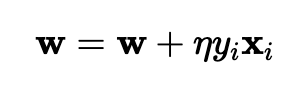 𝐰 = 𝐰 + ηyᵢ𝐱ᵢ